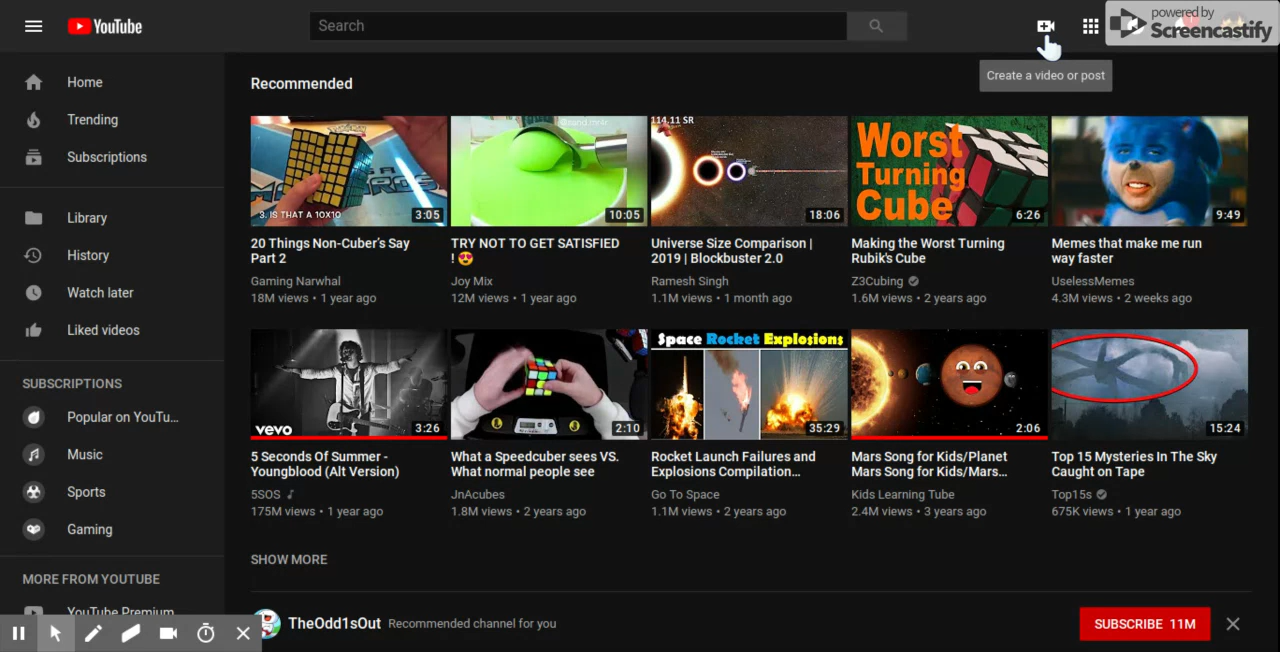 YouTube
Search
powered by
Screencastify
Create a video or post
Home
Trending
Subscriptions
Library
History
Watch later
Liked videos
SUBSCRIPTIONS
Popular on YouTu...
Music
Sports
Gaming
MORE FROM YOUTUBE
YouTube Premium
Recommended
3. IS THAT A 10X10
3:05
20 Things Non-Cuber's Say
Part 2
Gaming Narwhal
18M views • 1 year ago
10:05
TRY NOT TO GET SATISFIED
! 😍
Joy Mix
12M views • 1 year ago
114.11 SR
18:06
Universe Size Comparison |
2019 | Blockbuster 2.0
Ramesh Singh
1.1M views • 1 month ago
Worst
Turning
Cube
6:26
Making the Worst Turning
Rubik's Cube
Z3Cubing
1.6M views • 2 years ago
9:49
Memes that make me run
way faster
UselessMemes
4.3M views • 2 weeks ago
vevo
3:26
5 Seconds Of Summer -
Youngblood (Alt Version)
5SOS
175M views • 1 year ago
2:10
What a Speedcuber sees VS.
What normal people see
JnAcubes
1.8M views • 2 years ago
Space Rocket Explosions
35:29
Rocket Launch Failures and
Explosions Compilation...
Go To Space
1.1M views • 2 years ago
2:06
Mars Song for Kids/Planet
Mars Song for Kids/Mars...
Kids Learning Tube
2.4M views • 3 years ago
15:24
Top 15 Mysteries In The Sky
Caught on Tape
Top15s
675K views • 1 year ago
SHOW MORE
TheOdd1sOut Recommended channel for you
SUBSCRIBE 11M